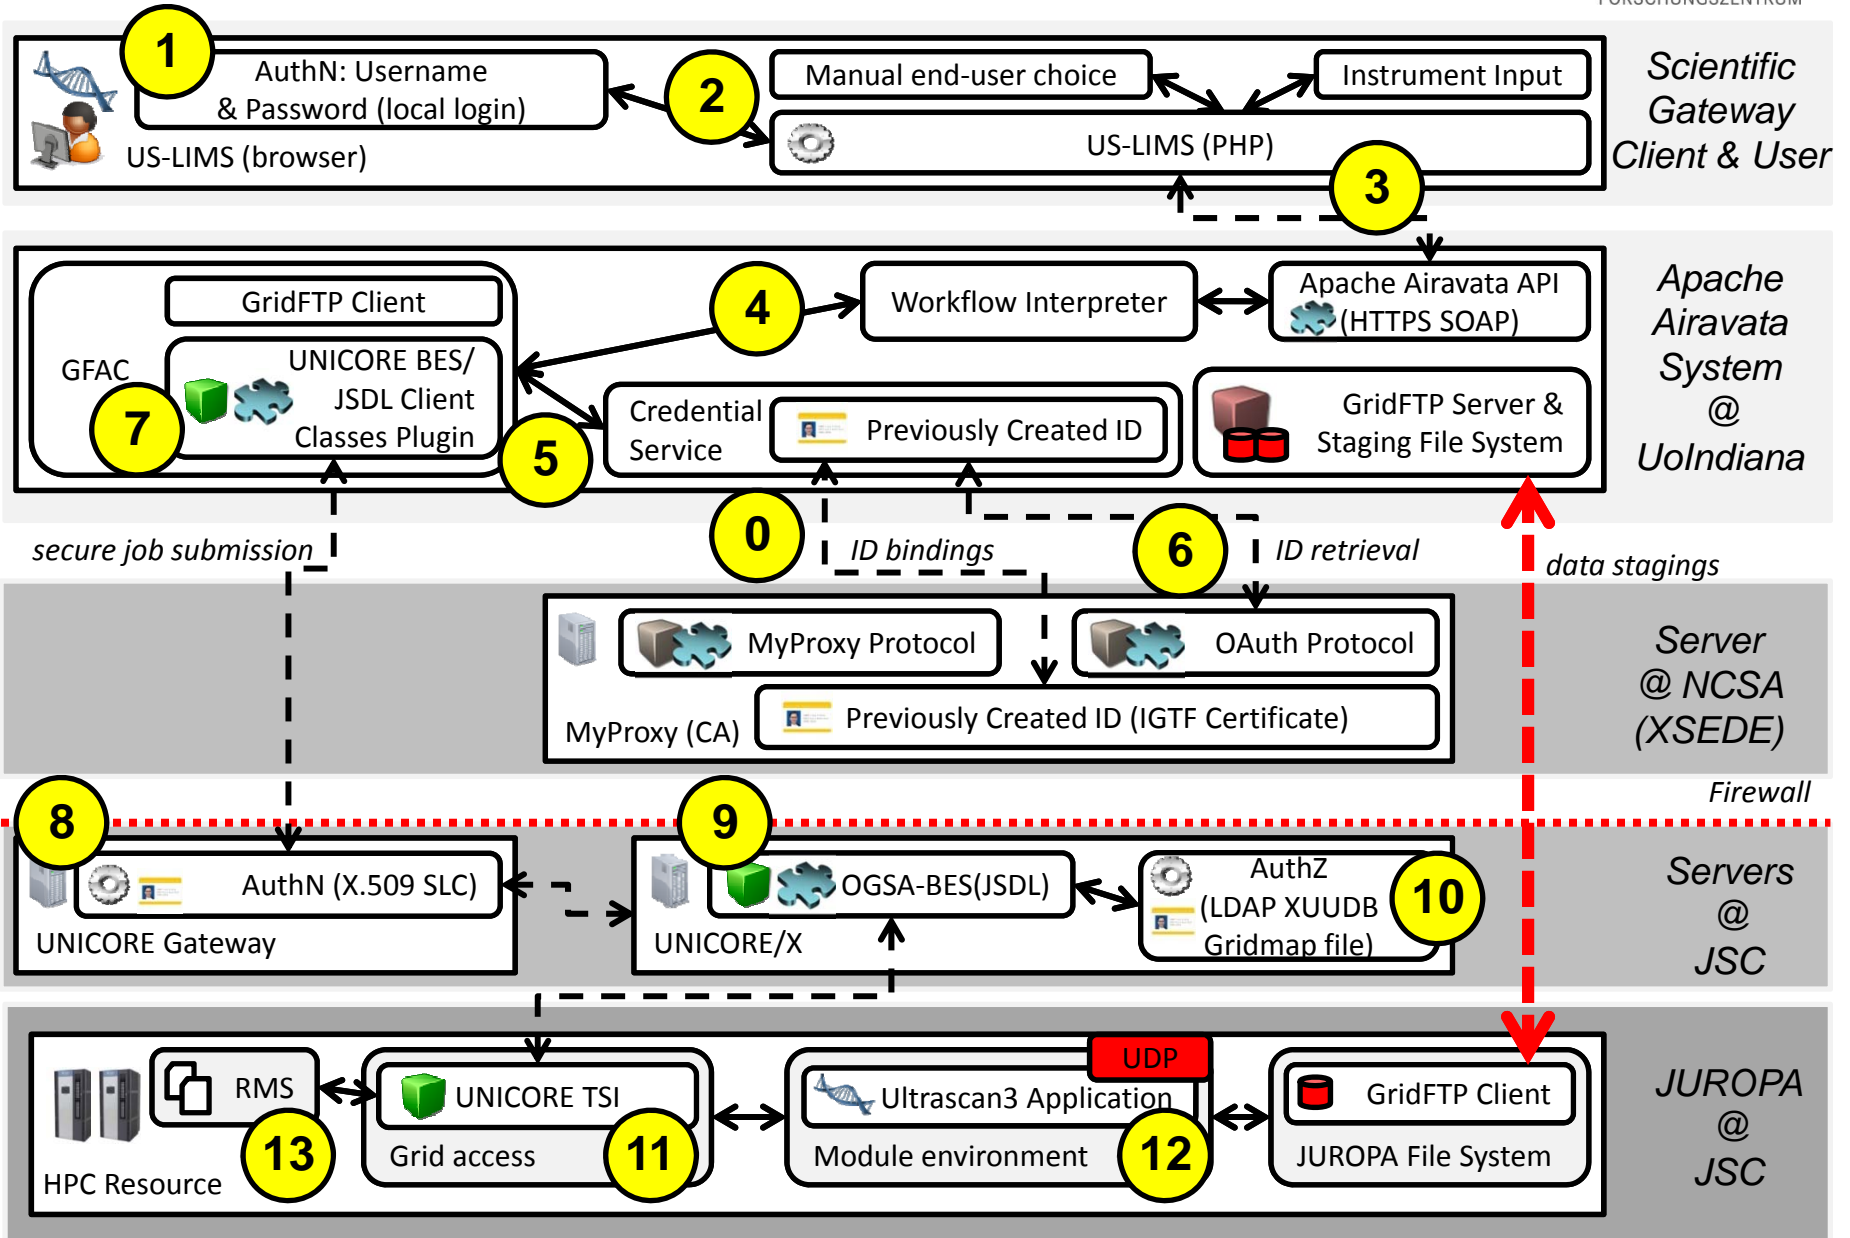 FORSCHUNGSZENTRUM
1
AuthN: Username
& Password (local login)
US-LIMS (browser)
2
Manual end-user choice
Instrument Input
US-LIMS (PHP)
3
Scientific
Gateway
Client & User
GridFTP Client
GFAC
UNICORE BES/
JSDL Client
Classes Plugin
7
4
5
Workflow Interpreter
Apache Airavata API
(HTTPS SOAP)
Credential
Service
Previously Created ID
GridFTP Server &
Staging File System
Apache
Airavata
System
@
UoIndiana
secure job submission
0
ID bindings
6
ID retrieval
data stagings
MyProxy Protocol
OAuth Protocol
MyProxy (CA)
Previously Created ID (IGTF Certificate)
Server
@ NCSA
(XSEDE)
Firewall
8
AuthN (X.509 SLC)
UNICORE Gateway
9
OGSA-BES(JSDL)
UNICORE/X
AuthZ
(LDAP XUUDB
Gridmap file)
10
Servers
@
JSC
RMS
13
HPC Resource
UNICORE TSI
Grid access
11
UDP
Ultrascan3 Application
Module environment
12
GridFTP Client
JUROPA File System
JUROPA
@
JSC